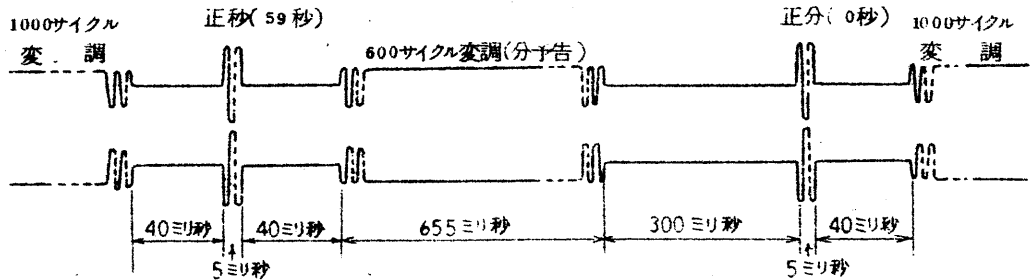 1000サイクル
変調
正秒(59秒)
600サイクル変調(分予告)
正分(0秒)
1000サイクル
変調
40ミリ秒
40ミリ秒
655ミリ秒
300ミリ秒
40ミリ秒
5ミリ秒
5ミリ秒